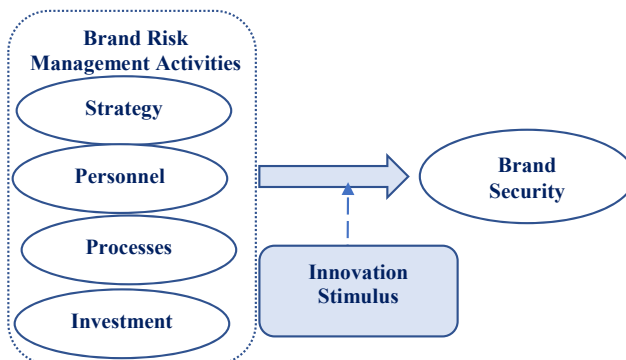 Brand Risk
Management Activities
Strategy
Personnel
Processes
Investment
Brand
Security
Innovation
Stimulus